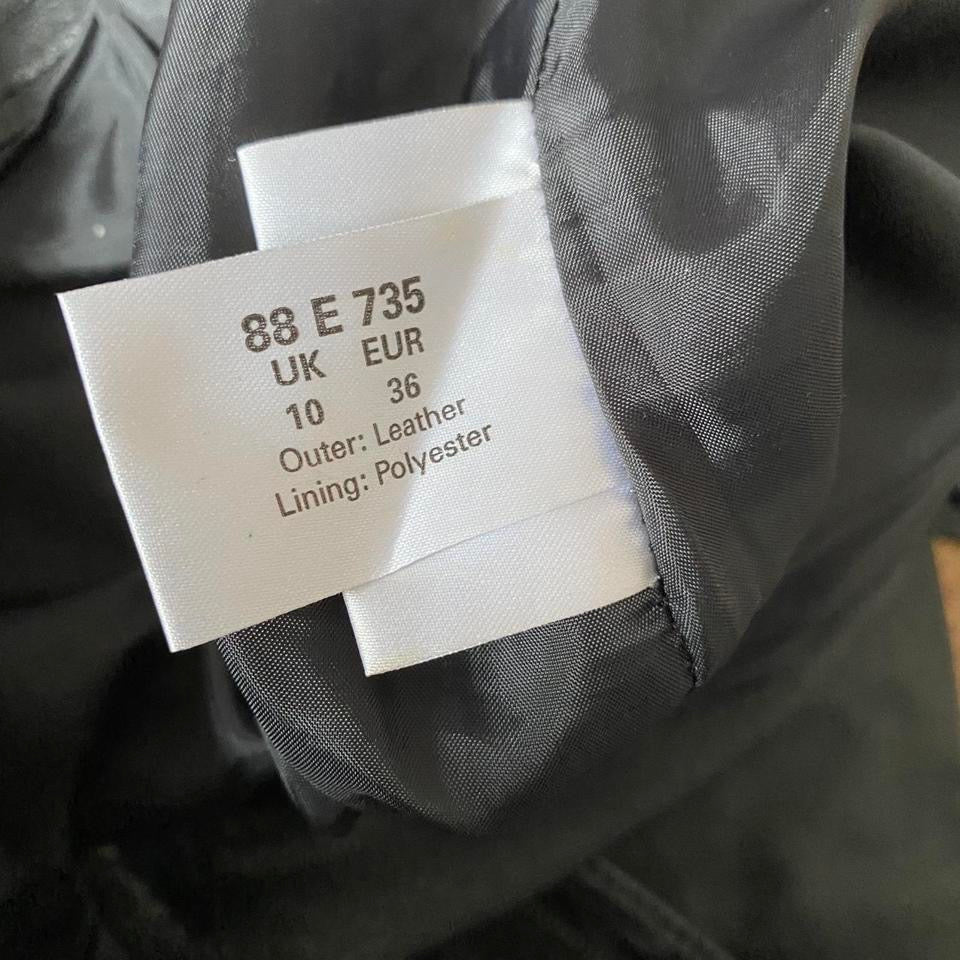 88 E 735
UK EUR
10 36
Outer: Leather
Lining: Polyester